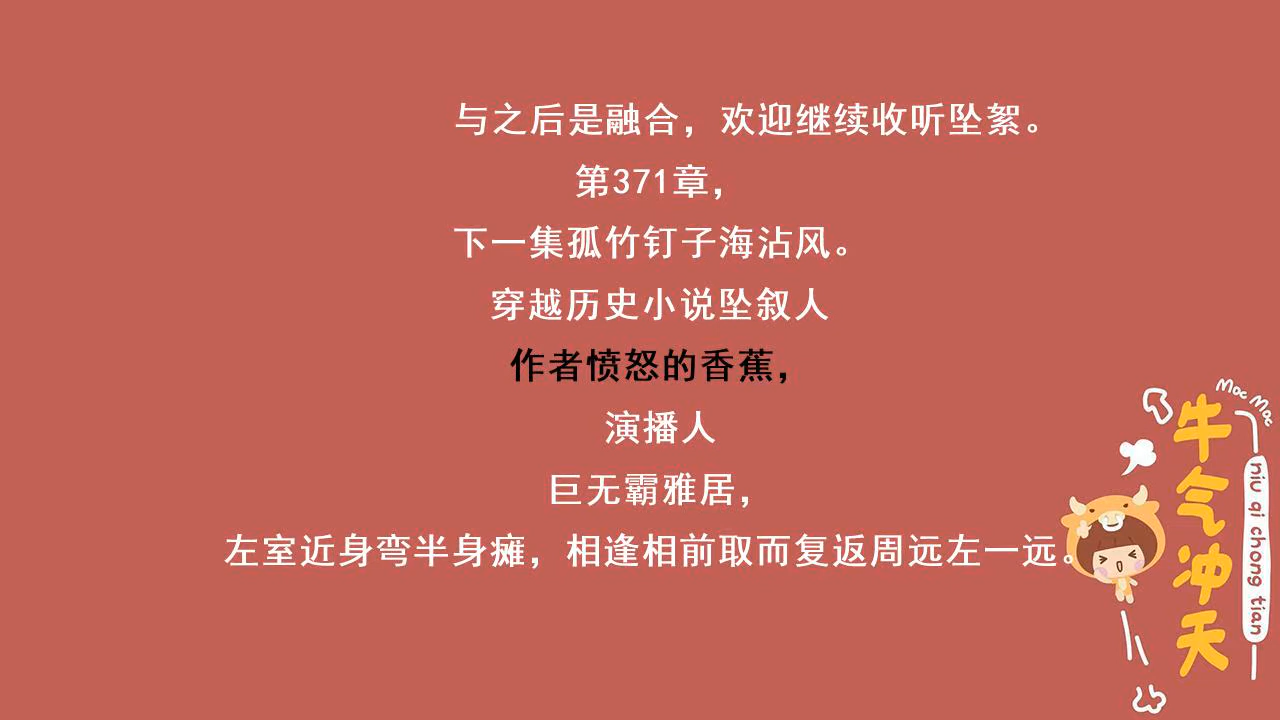 与之后是融合，欢迎继续收听坠絮。
第371章，
下一集孤竹钉子海沾风。
穿越历史小说坠叙人
作者愤怒的香蕉，
演播人
巨无霸雅居，
左室近身弯半身瘫，相逢相前取而复返周远左一远。
Moc Moc
牛气冲天
niu qi chong tian